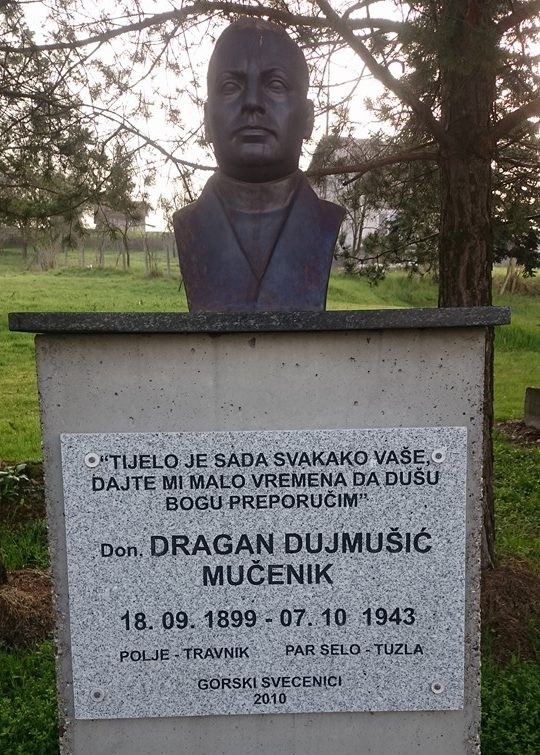 “TIJELO JE SADA SVAKAKO VAŠE,
DAJTE MI MALO VREMENA DA DUŠU
BOGU PREPORUČIM”
Don. DRAGAN DUJMUŠIĆ
MUČENIK
18. 09. 1899 - 07. 10 1943
POLJE - TRAVNIK PAR SELO - TUZLA
GORSKI SVECENICI
2010